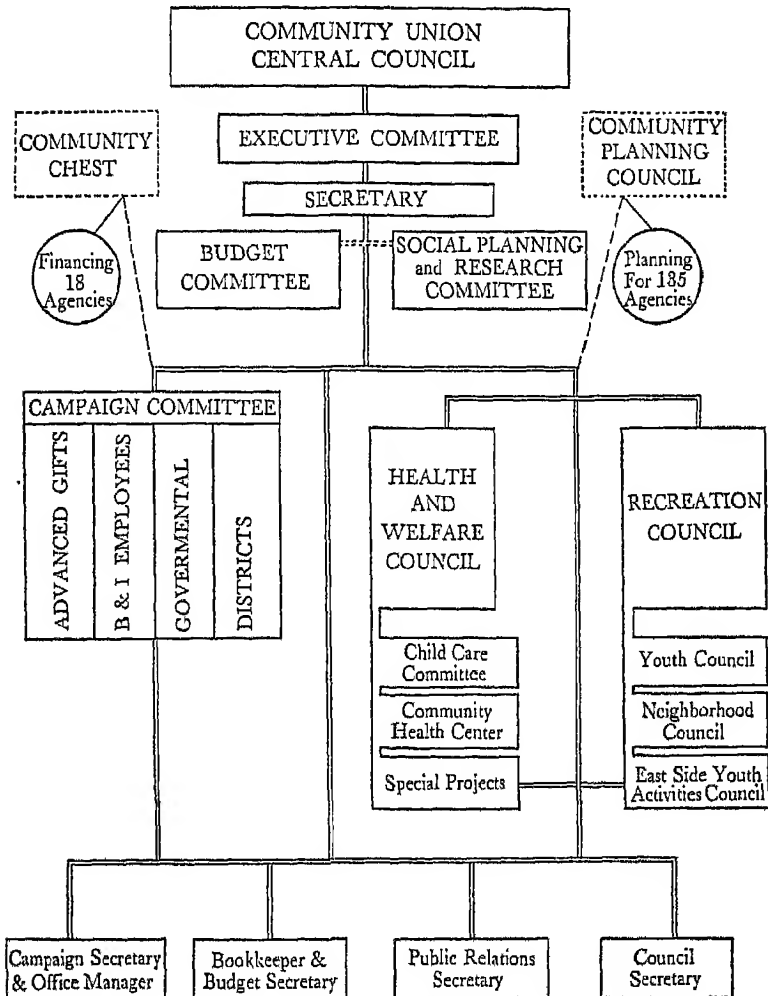 COMMUNITY UNION
CENTRAL COUNCIL
COMMUNITY
CHEST
EXECUTIVE COMMITTEE
COMMUNITY
PLANNING
COUNCIL
SECRETARY
Financing
18
Agencies
BUDGET
COMMITTEE
SOCIAL PLANNING
and RESEARCH
COMMITTEE
Planning
For 135
Agencies
CAMPAIGN COMMITTEE
ADVANCED GIFTS
B & I EMPLOYEES
GOVERMENTAL
DISTRICTS
HEALTH
AND
WELFARE
COUNCIL
RECREATION
COUNCIL
Child Care
Committee
Community
Health Center
Special Projects
Youth Council
Neighborhood
Council
East Side Youth
Activities Council
Campaign Secretary
& Office Manager
Bookkeeper &
Budget Secretary
Public Relations
Secretary
Council
Secretary